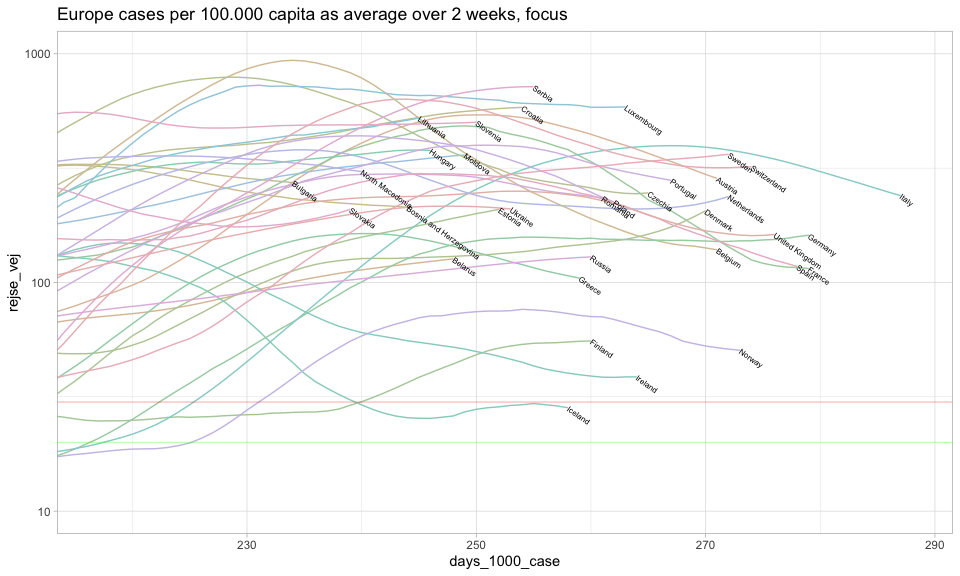 Europe cases per 100.000 capita as average over 2 weeks, focus
1000
100
10
rejse_vej
Serbia
Luxembourg
Croatia
Lithuania
Slovenia
Hungary
Moldova
Sweden
Switzerland
Bulgaria
North Macedonia
Portugal
Austria
Italy
Czechia
Netherlands
Romania
Slovakia
Bosnia and Herzegovina
Ukraine
Estonia
Denmark
United Kingdom
Germany
Belarus
Russia
Belgium
Spain
France
Greece
Norway
Finland
Ireland
Iceland
230
250
270
290
days_1000_case